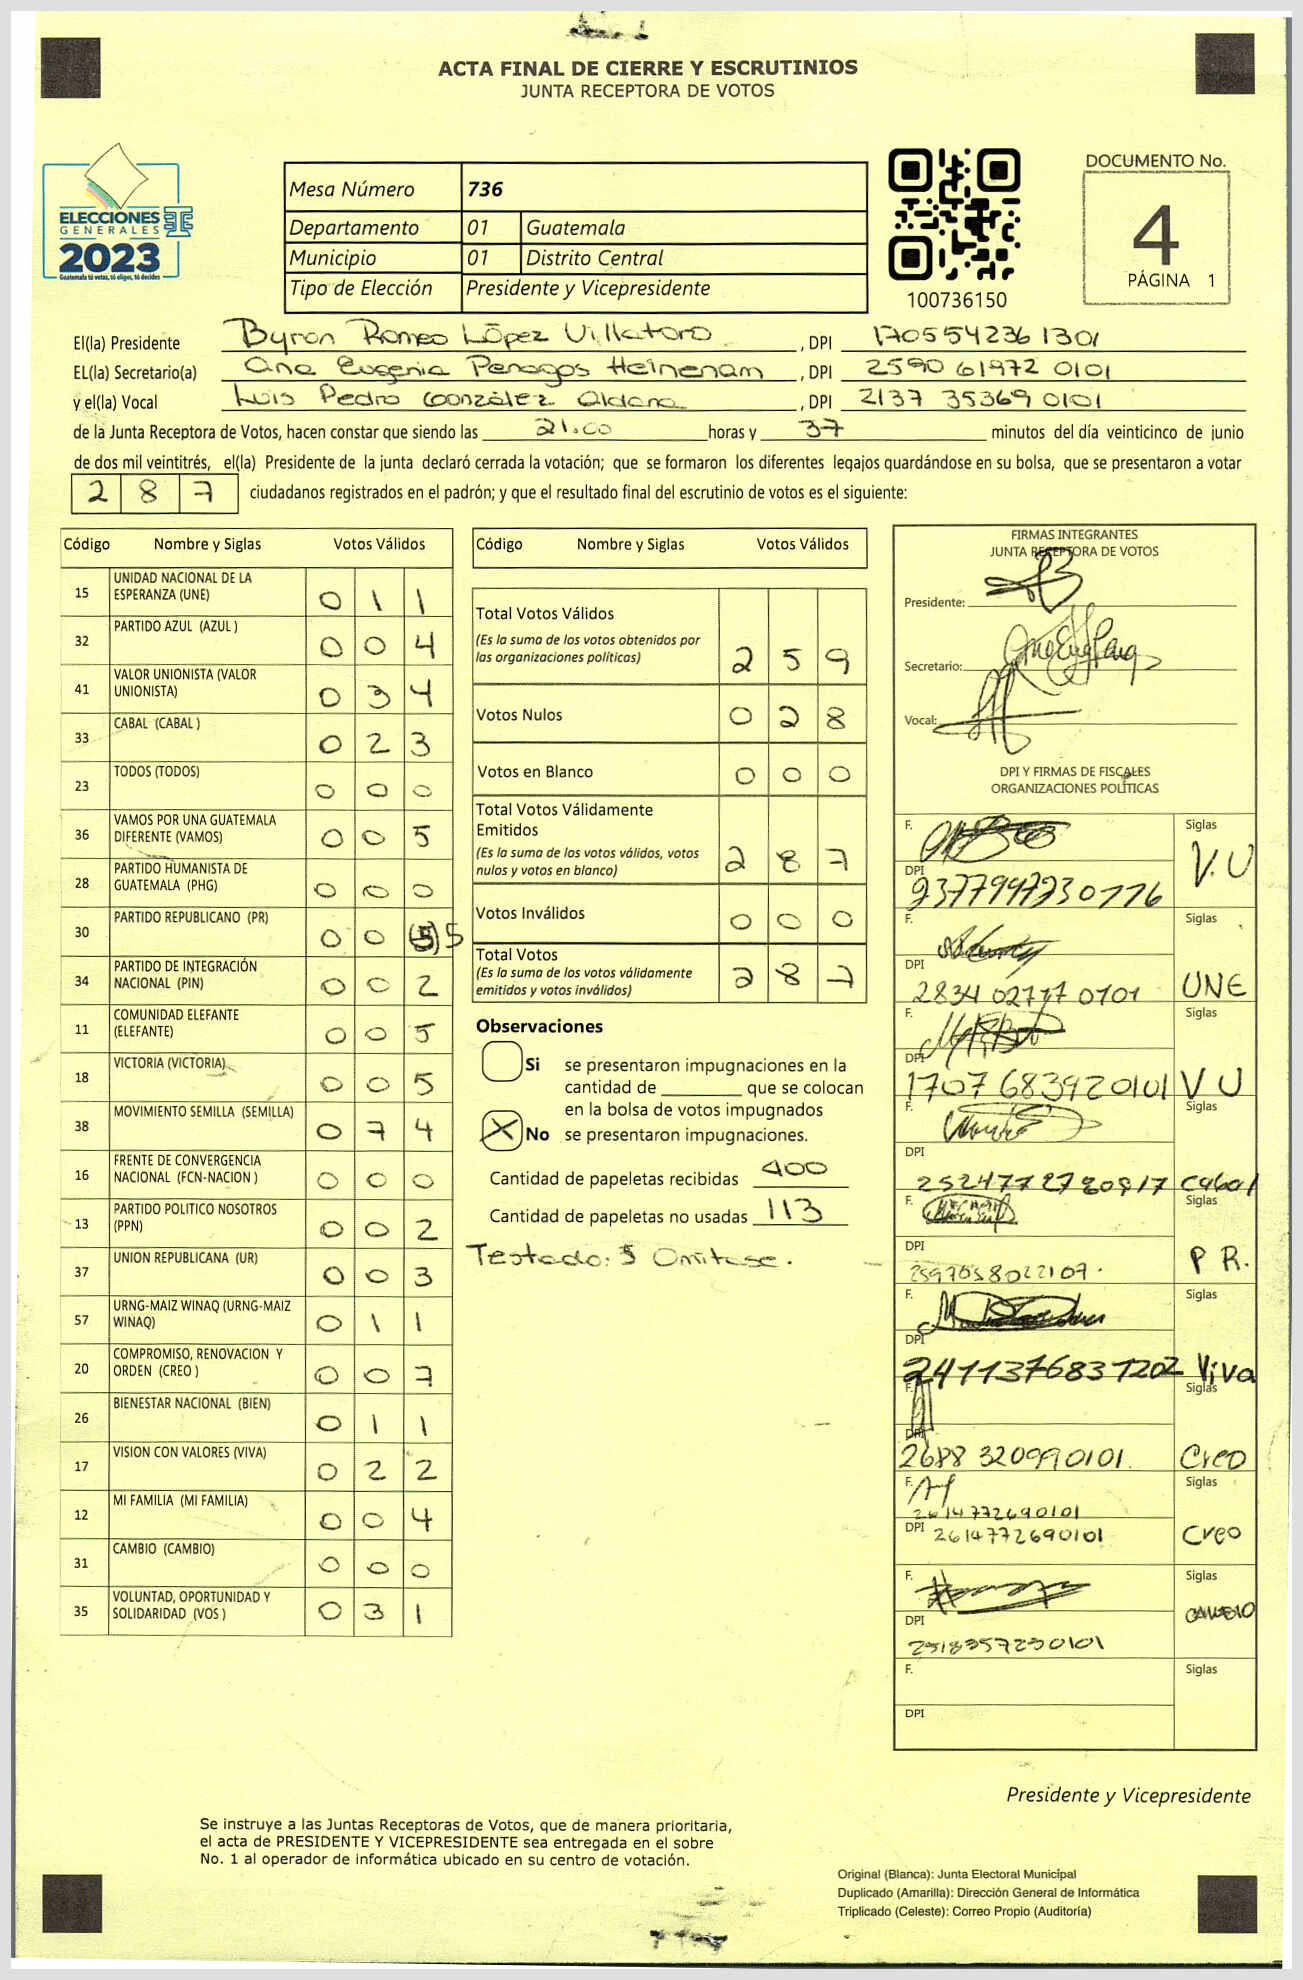 ACTA FINAL DE CIERRE Y ESCRUTINIOS
JUNTA RECEPTORA DE VOTOS
ELECCIONES
GENERALES
2023
Guatemala tú votas, tú eliges, tú decides
Mesa Número 736
Departamento 01 Guatemala
Municipio 01 Distrito Central
Tipo de Elección Presidente y Vicepresidente
100736150
DOCUMENTO No.
4
PÁGINA 1
El(la) Presidente Byron Romeo López Villatoro, DPI 170554236 1301
EL(la) Secretario(a) Ana Eugenia Penagos Heinenam, DPI 2590 61972 0101
y el(la) Vocal Luis Pedro González Aldana, DPI 2137 35369 0101
de la Junta Receptora de Votos, hacen constar que siendo las 21:00 horas y 37 minutos del día veinticinco de junio
de dos mil veintitrés, el(la) Presidente de la junta declaró cerrada la votación; que se formaron los diferentes legajos guardándose en su bolsa, que se presentaron a votar
2 8 7 ciudadanos registrados en el padrón; y que el resultado final del escrutinio de votos es el siguiente:
Código Nombre y Siglas Votos Válidos
15 UNIDAD NACIONAL DE LA ESPERANZA (UNE) 0 1 1
32 PARTIDO AZUL (AZUL ) 0 0 4
41 VALOR UNIONISTA (VALOR UNIONISTA) 0 3 4
33 CABAL (CABAL ) 0 2 3
23 TODOS (TODOS) 0 0 0
36 VAMOS POR UNA GUATEMALA DIFERENTE (VAMOS) 0 0 5
28 PARTIDO HUMANISTA DE GUATEMALA (PHG) 0 0 0
30 PARTIDO REPUBLICANO (PR) 0 0 (5) 5
34 PARTIDO DE INTEGRACIÓN NACIONAL (PIN) 0 0 2
11 COMUNIDAD ELEFANTE (ELEFANTE) 0 0 5
18 VICTORIA (VICTORIA) 0 0 5
38 MOVIMIENTO SEMILLA (SEMILLA) 0 7 4
16 FRENTE DE CONVERGENCIA NACIONAL (FCN-NACION ) 0 0 0
13 PARTIDO POLITICO NOSOTROS (PPN) 0 0 2
37 UNION REPUBLICANA (UR) 0 0 3
57 URNG-MAIZ WINAQ (URNG-MAIZ WINAQ) 0 1 1
20 COMPROMISO, RENOVACION Y ORDEN (CREO ) 0 0 7
26 BIENESTAR NACIONAL (BIEN) 0 1 1
17 VISION CON VALORES (VIVA) 0 2 2
12 MI FAMILIA (MI FAMILIA) 0 0 4
31 CAMBIO (CAMBIO) 0 0 0
35 VOLUNTAD, OPORTUNIDAD Y SOLIDARIDAD (VOS ) 0 3 1
Código Nombre y Siglas Votos Válidos
Total Votos Válidos
(Es la suma de los votos obtenidos por
las organizaciones políticas) 2 5 9
Votos Nulos 0 2 8
Votos en Blanco 0 0 0
Total Votos Válidamente
Emitidos
(Es la suma de los votos válidos, votos
nulos y votos en blanco) 2 8 7
Votos Inválidos 0 0 0
Total Votos
(Es la suma de los votos válidamente
emitidos y votos inválidos) 2 8 7
Observaciones
Si se presentaron impugnaciones en la
cantidad de ________ que se colocan
en la bolsa de votos impugnados
X No se presentaron impugnaciones.
Cantidad de papeletas recibidas 400
Cantidad de papeletas no usadas 113
Testado: 5 Omitase.
FIRMAS INTEGRANTES
JUNTA RECEPTORA DE VOTOS
Presidente:
Secretario:
Vocal:
DPI Y FIRMAS DE FISCALES
ORGANIZACIONES POLÍTICAS
F. Siglas
DPI V.U
F. Siglas
DPI UNE
F. Siglas
DPI 1707 683920101 V U
F. Siglas
DPI Cabal
F. Siglas
DPI P R.
F. Siglas
DPI 2411376831202 Viva
F. Siglas
DPI 2688 320990101 Creo
F. Siglas
2614772690101
DPI 2614772690101 Creo
F. Siglas
DPI CAMBIO
2318357230101
F. Siglas
DPI
Presidente y Vicepresidente
Se instruye a las Juntas Receptoras de Votos, que de manera prioritaria,
el acta de PRESIDENTE Y VICEPRESIDENTE sea entregada en el sobre
No. 1 al operador de informática ubicado en su centro de votación.
Original (Blanca): Junta Electoral Municipal
Duplicado (Amarilla): Dirección General de Informática
Triplicado (Celeste): Correo Propio (Auditoría)